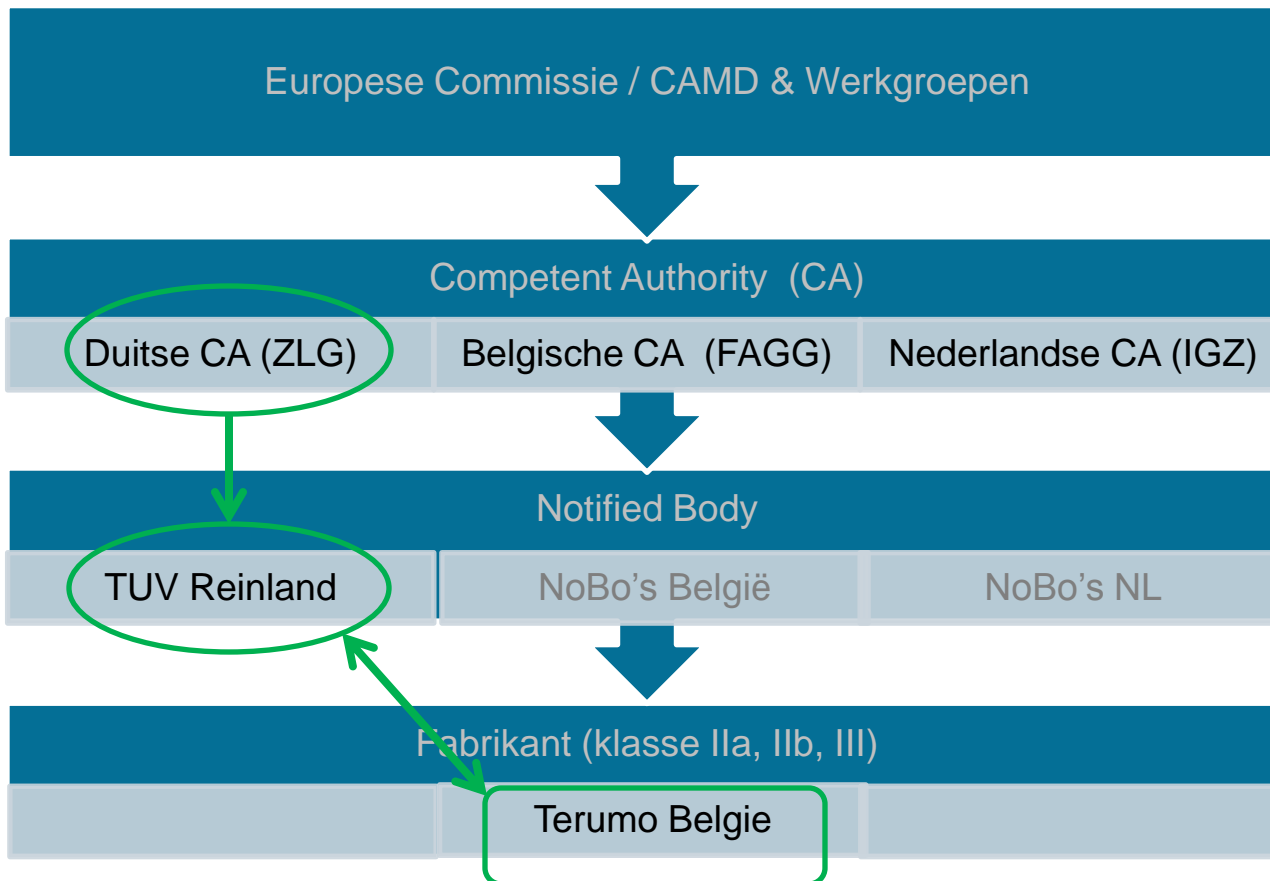 Europese Commissie / CAMD & Werkgroepen
Competent Authority (CA)
Duitse CA (ZLG)
Belgische CA (FAGG)
Nederlandse CA (IGZ)
Notified Body
TUV Reinland
NoBo's België
NoBo's NL
Fabrikant (klasse IIa, IIb, III)
Terumo Belgie